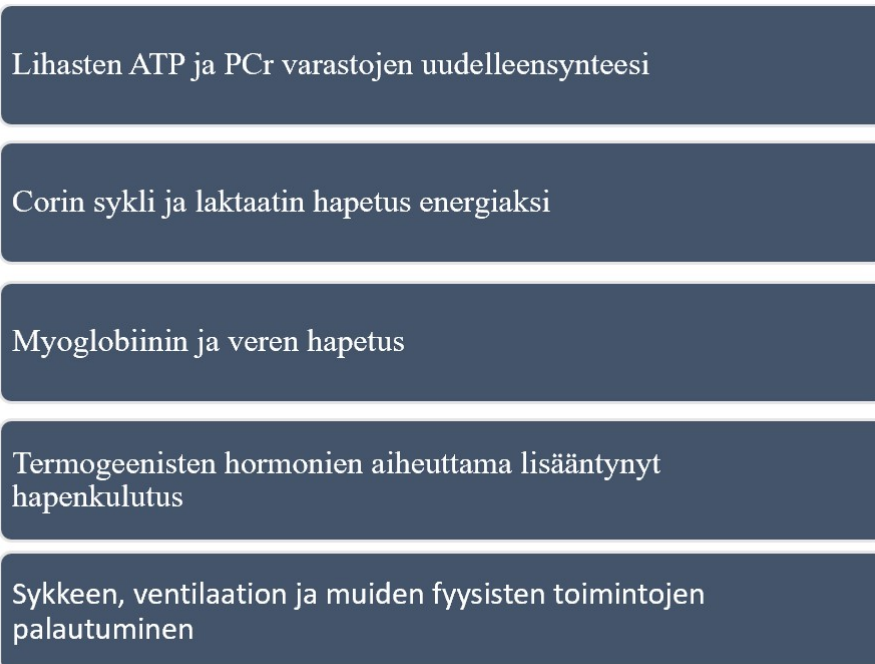 Lihasten ATP ja PCr varastojen uudelleensynteesi
Corin sykli ja laktaatin hapetus energiaksi
Myoglobiinin ja veren hapetus
Termogeenisten hormonien aiheuttama lisääntynyt
hapenkulutus
Sykkeen, ventilaation ja muiden fyysisten toimintojen
palautuminen